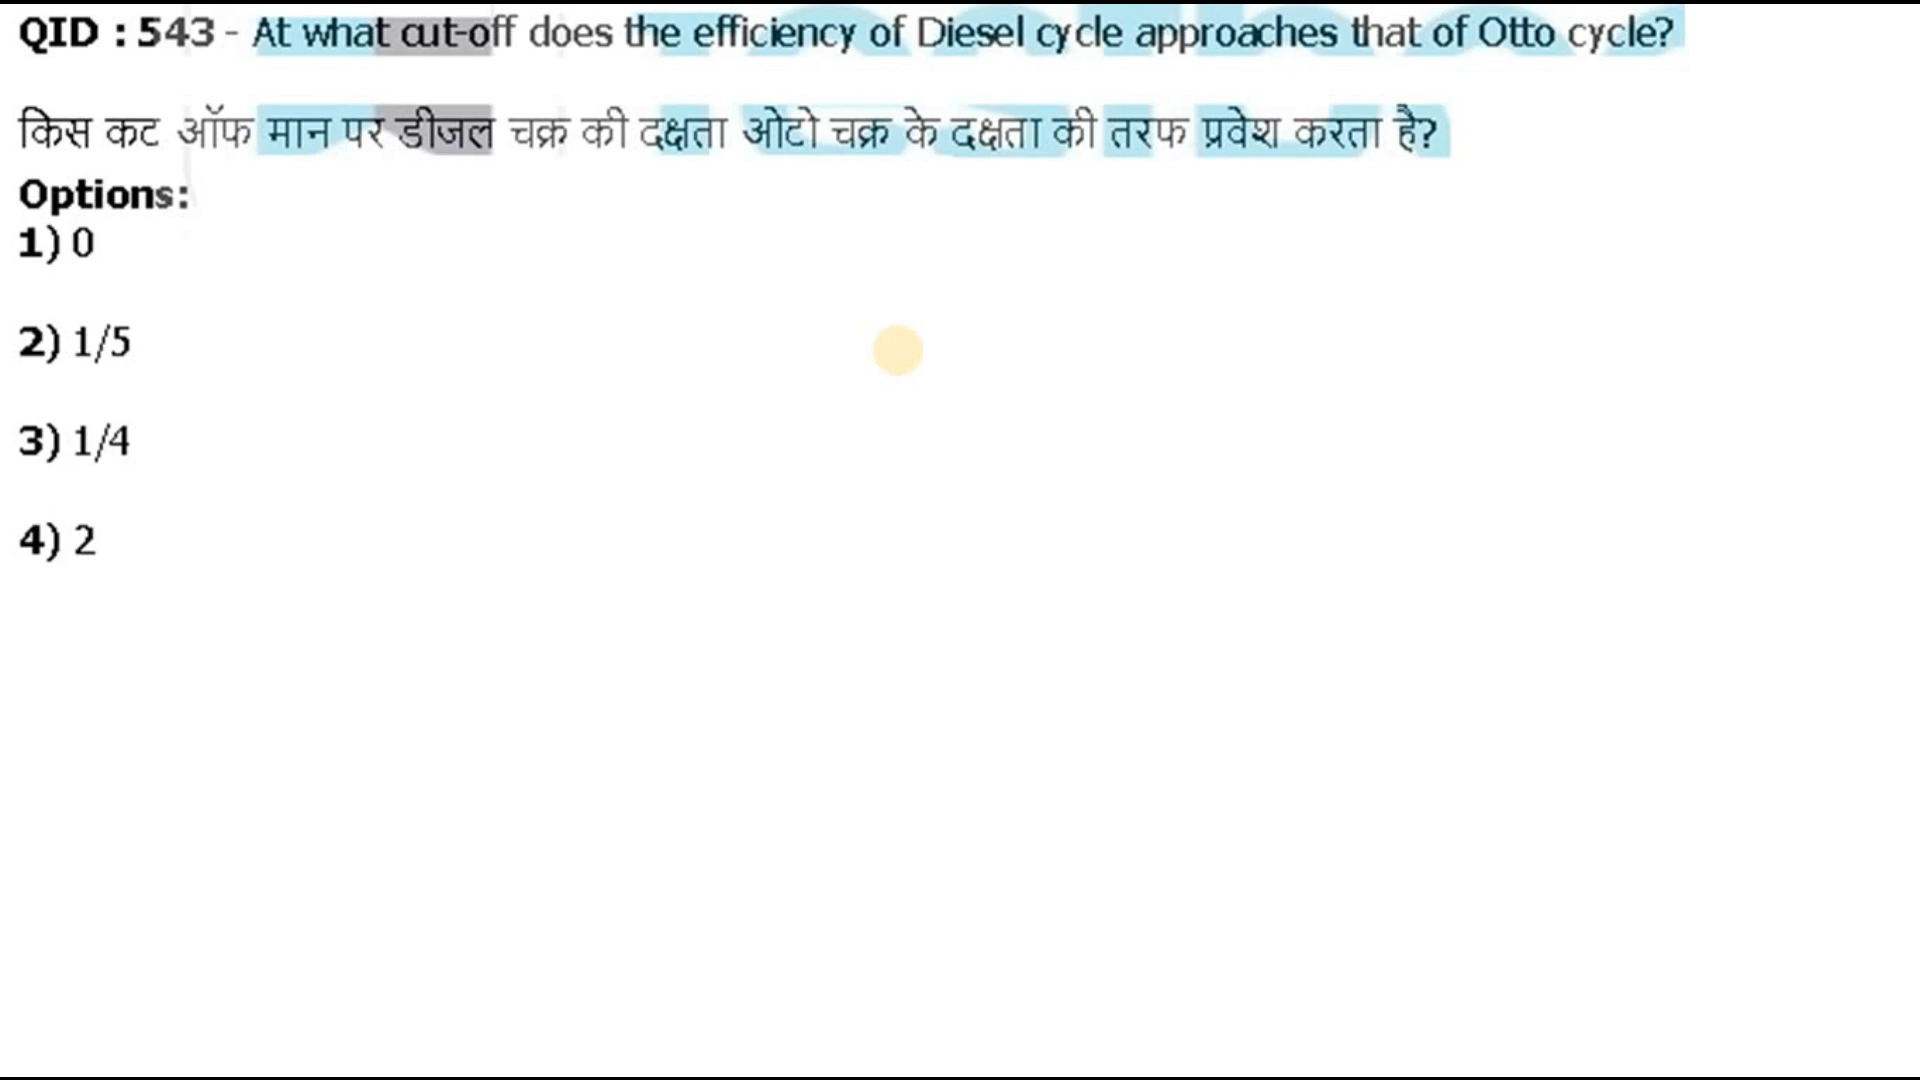 QID : 543 - At what cut-off does the efficiency of Diesel cycle approaches that of Otto cycle?
किस कट ऑफ मान पर डीजल चक्र की दक्षता ओटो चक्र के दक्षता की तरफ प्रवेश करता है?
Options:
1) 0
2) 1/5
3) 1/4
4) 2